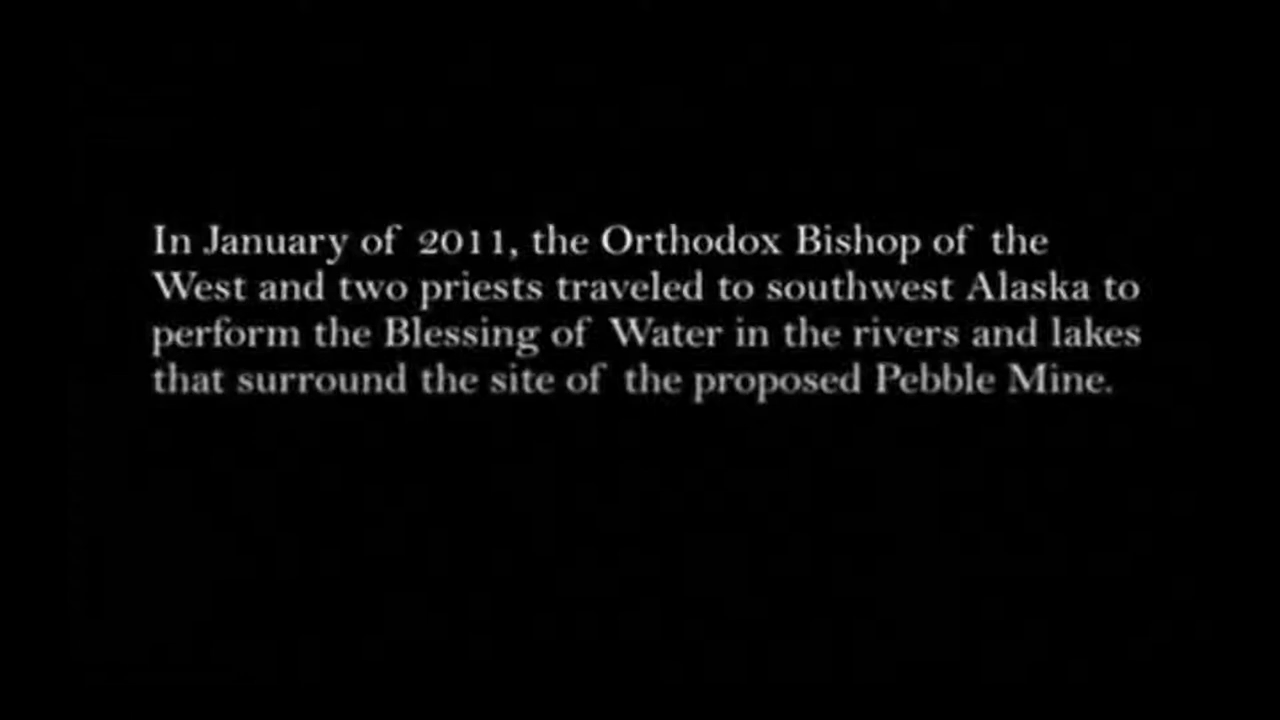 In January of 2011, the Orthodox Bishop of the
West and two priests traveled to southwest Alaska to
perform the Blessing of Water in the rivers and lakes
that surround the site of the proposed Pebble Mine.